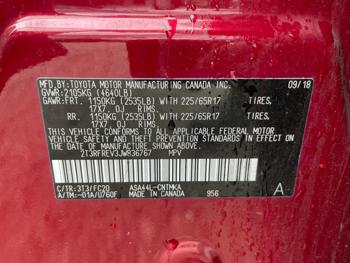 MFD.BY:TOYOTA MOTOR MANUFACTURING CANADA INC. 09/18
GVWR:2105KG (4640LB)
GAWR:FRT. 1150KG (2535LB) WITH 225/65R17 TIRES,
17X7.0J RIMS.
RR. 1150KG (2535LB) WITH 225/65R17 TIRES,
17X7.0J RIMS.
THIS VEHICLE CONFORMS TO ALL APPLICABLE FEDERAL MOTOR
VEHICLE SAFETY AND THEFT PREVENTION STANDARDS IN EFFECT ON
THE DATE OF MANUFACTURE SHOWN ABOVE.
2T3RFREV3JW836767 MPV
C/TR:3T3/FC20 ASA44L-CNTMKA A
A/TM:-01A/U760F MADE IN CANADA 956